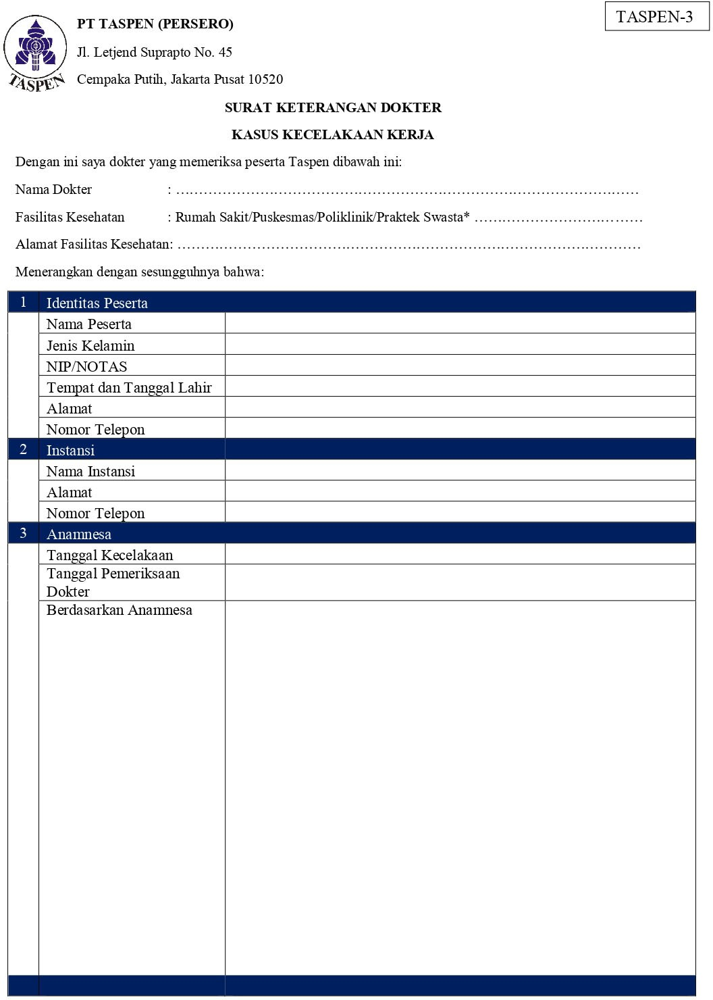 TASPEN-3
TASPEN
PT TASPEN (PERSERO)
Jl. Letjend Suprapto No. 45
Cempaka Putih, Jakarta Pusat 10520
SURAT KETERANGAN DOKTER
KASUS KECELAKAAN KERJA
Dengan ini saya dokter yang memeriksa peserta Taspen dibawah ini:
Nama Dokter : ……………………………………………………………………………………
Fasilitas Kesehatan : Rumah Sakit/Puskesmas/Poliklinik/Praktek Swasta* ………………………………
Alamat Fasilitas Kesehatan: ……………………………………………………………………………………
Menerangkan dengan sesungguhnya bahwa:
1 Identitas Peserta
Nama Peserta
Jenis Kelamin
NIP/NOTAS
Tempat dan Tanggal Lahir
Alamat
Nomor Telepon
2 Instansi
Nama Instansi
Alamat
Nomor Telepon
3 Anamnesa
Tanggal Kecelakaan
Tanggal Pemeriksaan
Dokter
Berdasarkan Anamnesa